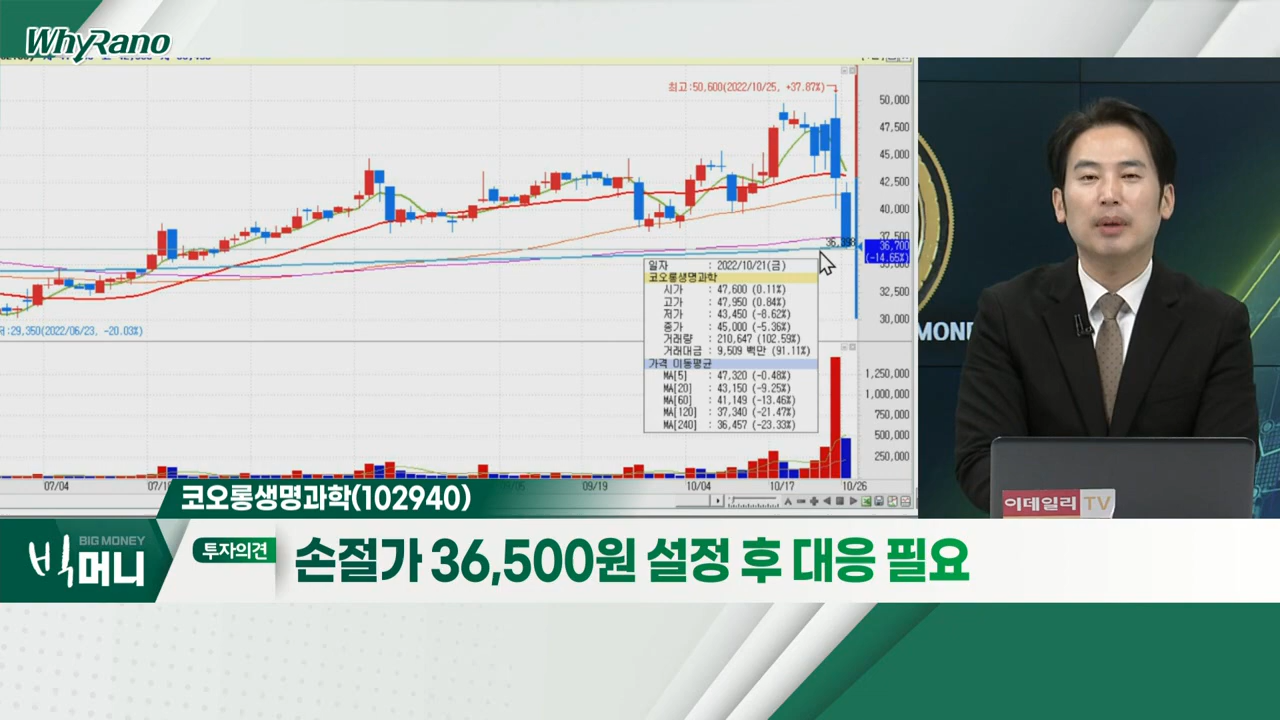 WhyRano
최고:50,600(2022/10/25, +37.87%)
50,000
47,500
45,000
42,500
40,000
37,500
36,700
(-14.65%)
35,000
32,500
30,000
:29,350(2022/06/23, -20.03%)
일자 : 2022/10/21(금)
코오롱생명과학
시가 : 47,600 (0.11%)
고가 : 47,950 (0.84%)
저가 : 43,450 (-8.62%)
종가 : 45,000 (-5.36%)
거래량 : 210,647 (102.59%)
거래대금 : 9,509 백만 (91.11%)
가격 이동평균
MA[5] : 47,320 (-0.48%)
MA[20] : 43,150 (-9.25%)
MA[60] : 41,149 (-13.46%)
MA[120] : 37,340 (-21.47%)
MA[240] : 36,457 (-23.33%)
1,250,000
1,000,000
750,000
500,000
250,000
07/04
09/19
10/04
10/17
10/26
이데일리TV
코오롱생명과학(102940)
BIG MONEY
빅머니
투자의견
손절가 36,500원 설정 후 대응 필요